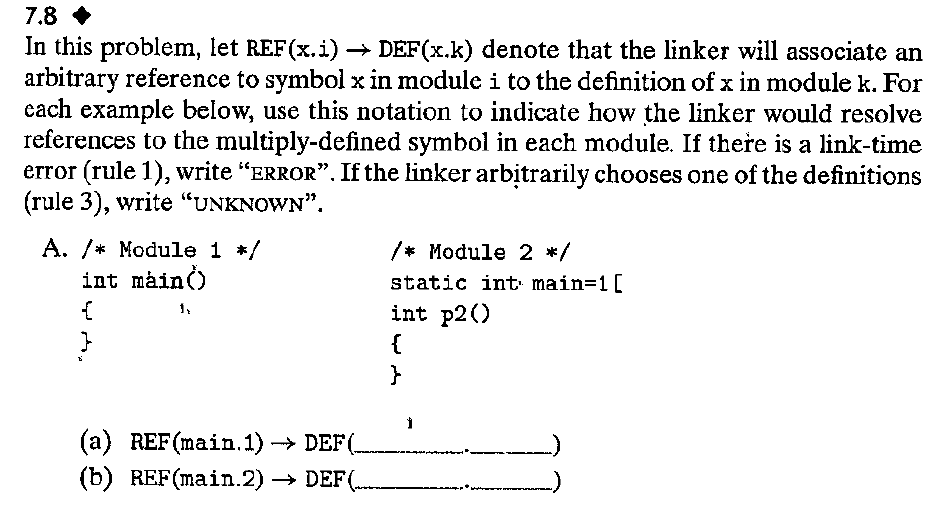 7.8 ◆
In this problem, let REF(x.i) → DEF(x.k) denote that the linker will associate an
arbitrary reference to symbol x in module i to the definition of x in module k. For
each example below, use this notation to indicate how the linker would resolve
references to the multiply-defined symbol in each module. If there is a link-time
error (rule 1), write “ERROR”. If the linker arbitrarily chooses one of the definitions
(rule 3), write “UNKNOWN”.
A. /* Module 1 */ /* Module 2 */
int main() static int main=1[
{ int p2()
} {
}
(a) REF(main.1) → DEF(______.______)
(b) REF(main.2) → DEF(______.______)